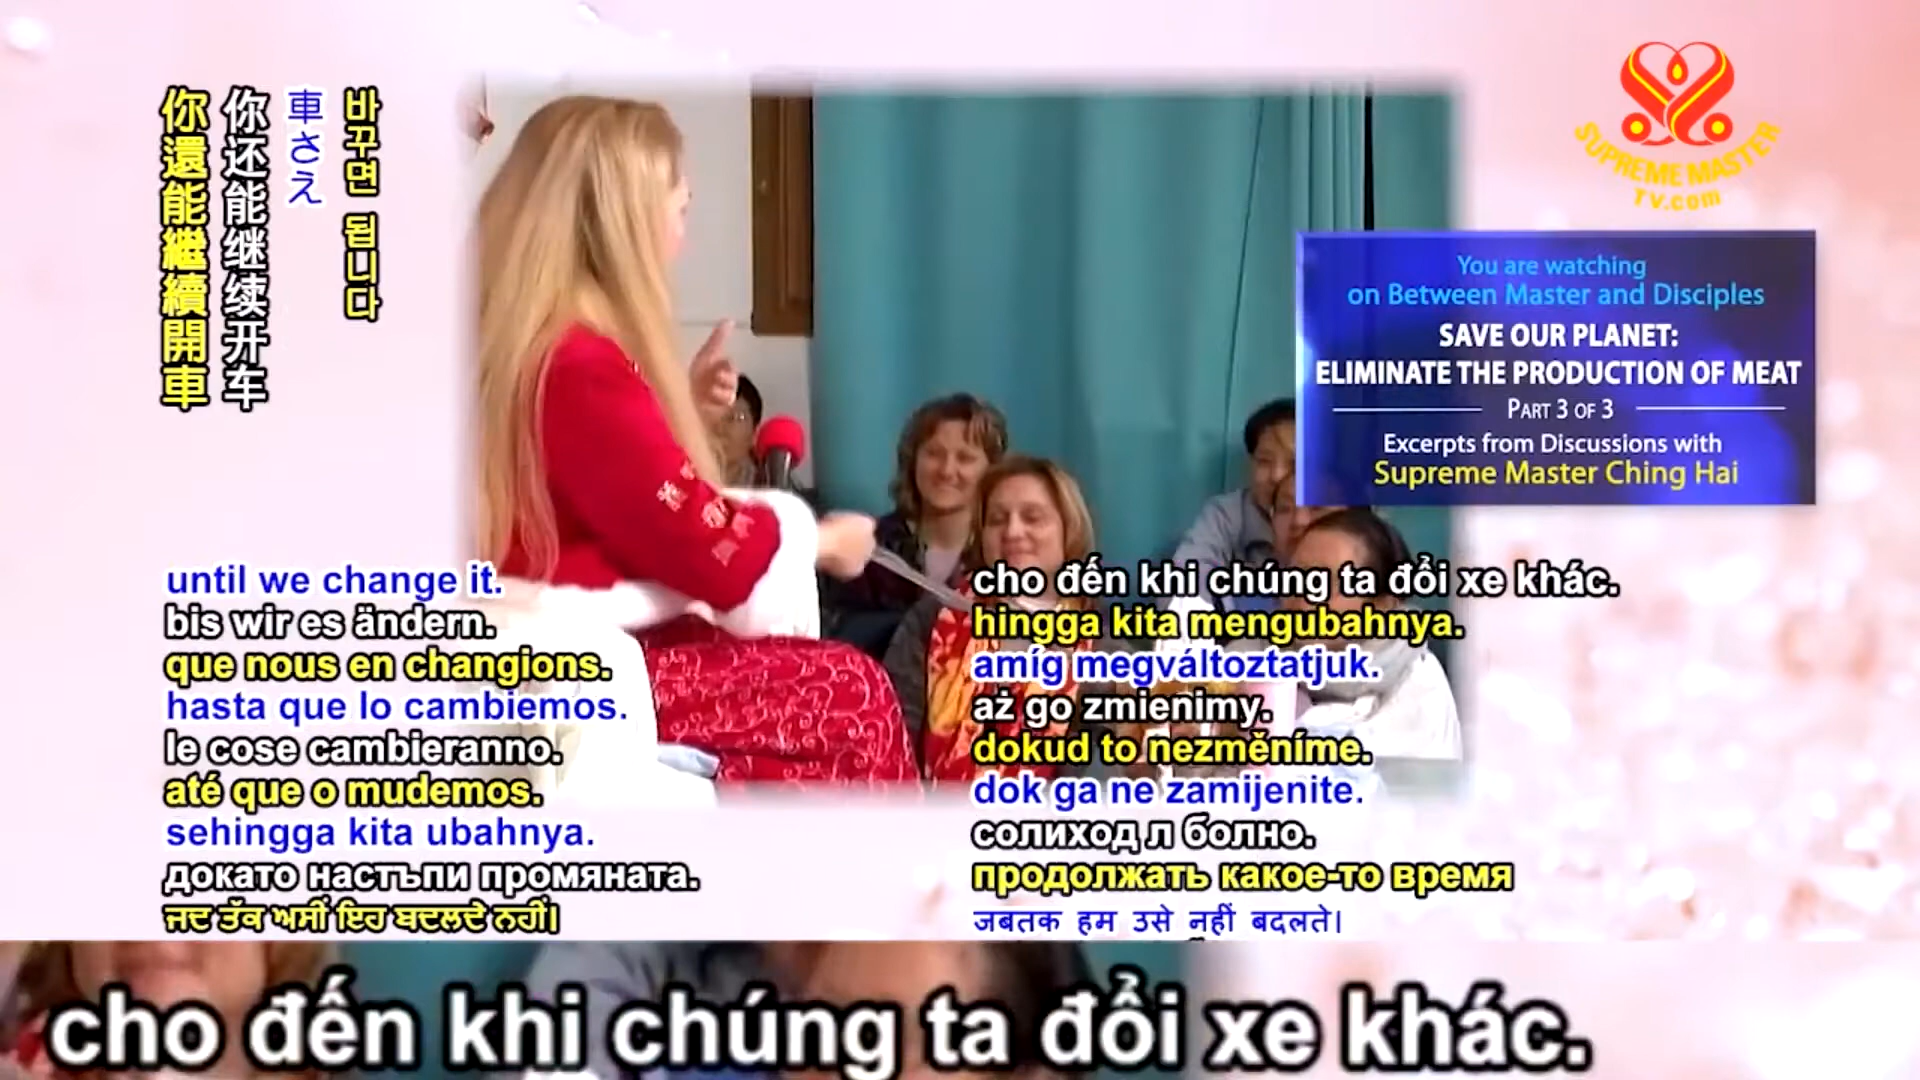 你還能繼續開車
你还能继续开车
車さえ
바꾸면 됩니다
SUPREME MASTER
TV.com
You are watching
on Between Master and Disciples
SAVE OUR PLANET:
ELIMINATE THE PRODUCTION OF MEAT
PART 3 OF 3
Excerpts from Discussions with
Supreme Master Ching Hai
until we change it.
bis wir es ändern.
que nous en changions.
hasta que lo cambiemos.
le cose cambieranno.
até que o mudemos.
sehingga kita ubahnya.
докато настъпи промяната.
ਜਦ ਤੱਕ ਅਸੀਂ ਇਹ ਬਦਲਦੇ ਨਹੀਂ।
cho đến khi chúng ta đổi xe khác.
hingga kita mengubahnya.
amíg megváltoztatjuk.
aż go zmienimy.
dokud to nezměníme.
dok ga ne zamijenite.
солиход л болно.
продолжать какое-то время
जबतक हम उसे नहीं बदलते।
cho đến khi chúng ta đổi xe khác.